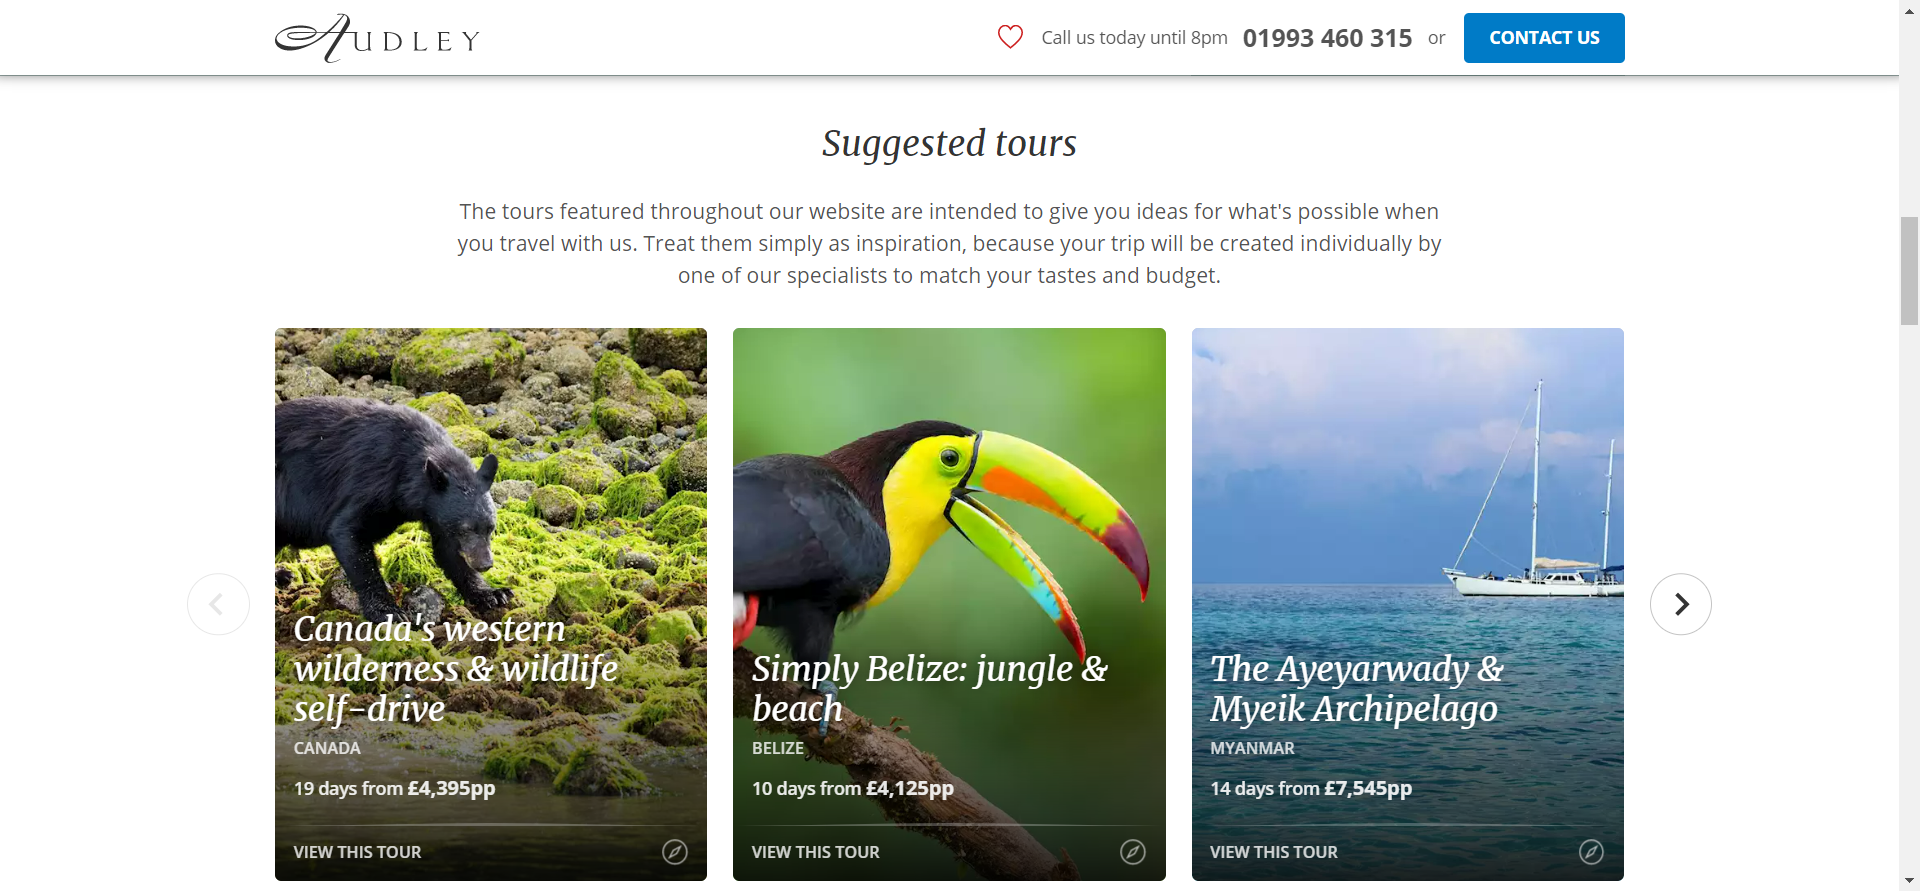 AUDLEY
Call us today until 8pm 01993 460 315 or CONTACT US
Suggested tours
The tours featured throughout our website are intended to give you ideas for what's possible when
you travel with us. Treat them simply as inspiration, because your trip will be created individually by
one of our specialists to match your tastes and budget.
Canada's western
wilderness & wildlife
self-drive
CANADA
19 days from £4,395pp
VIEW THIS TOUR
Simply Belize: jungle &
beach
BELIZE
10 days from £4,125pp
VIEW THIS TOUR
The Ayeyarwady &
Myeik Archipelago
MYANMAR
14 days from £7,545pp
VIEW THIS TOUR